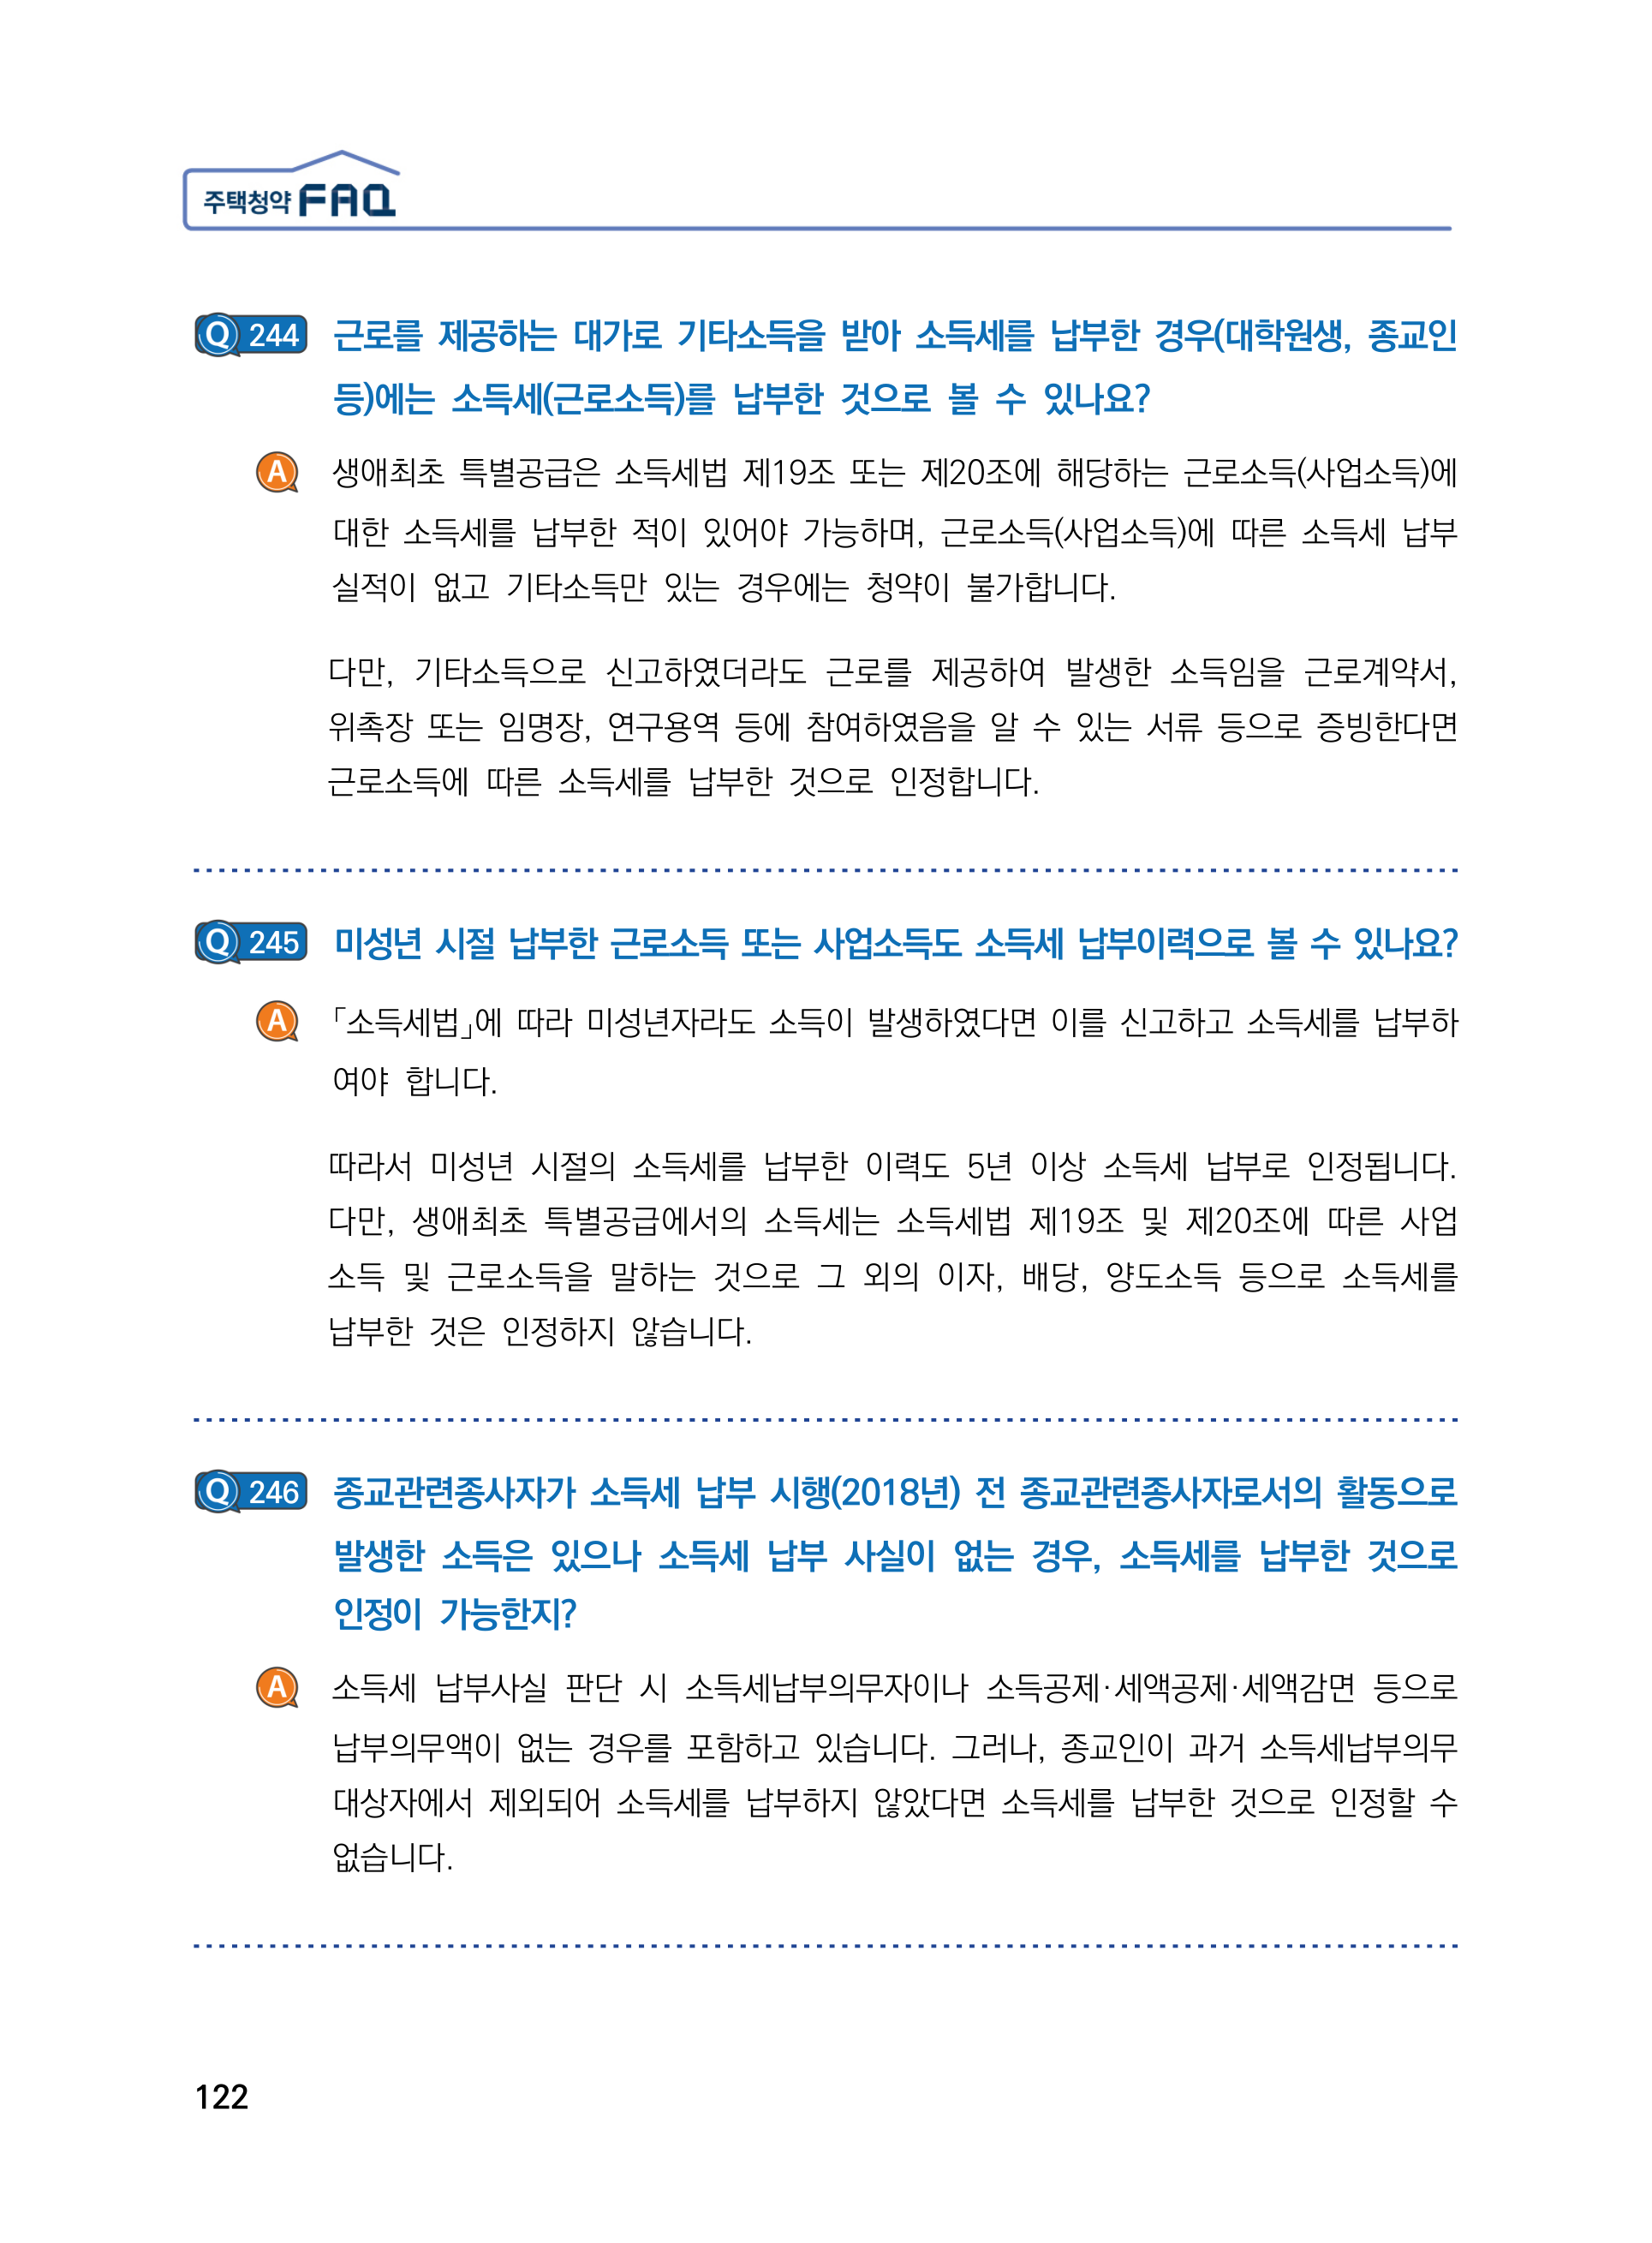 주택청약 FAQ
Q 244 근로를 제공하는 대가로 기타소득을 받아 소득세를 납부한 경우(대학원생, 종교인
등)에는 소득세(근로소득)를 납부한 것으로 볼 수 있나요?
A 생애최초 특별공급은 소득세법 제19조 또는 제20조에 해당하는 근로소득(사업소득)에
대한 소득세를 납부한 적이 있어야 가능하며, 근로소득(사업소득)에 따른 소득세 납부
실적이 없고 기타소득만 있는 경우에는 청약이 불가합니다.
다만, 기타소득으로 신고하였더라도 근로를 제공하여 발생한 소득임을 근로계약서,
위촉장 또는 임명장, 연구용역 등에 참여하였음을 알 수 있는 서류 등으로 증빙한다면
근로소득에 따른 소득세를 납부한 것으로 인정합니다.
Q 245 미성년 시절 납부한 근로소득 또는 사업소득도 소득세 납부이력으로 볼 수 있나요?
A 「소득세법」에 따라 미성년자라도 소득이 발생하였다면 이를 신고하고 소득세를 납부하
여야 합니다.
따라서 미성년 시절의 소득세를 납부한 이력도 5년 이상 소득세 납부로 인정됩니다.
다만, 생애최초 특별공급에서의 소득세는 소득세법 제19조 및 제20조에 따른 사업
소득 및 근로소득을 말하는 것으로 그 외의 이자, 배당, 양도소득 등으로 소득세를
납부한 것은 인정하지 않습니다.
Q 246 종교관련종사자가 소득세 납부 시행(2018년) 전 종교관련종사자로서의 활동으로
발생한 소득은 있으나 소득세 납부 사실이 없는 경우, 소득세를 납부한 것으로
인정이 가능한지?
A 소득세 납부사실 판단 시 소득세납부의무자이나 소득공제·세액공제·세액감면 등으로
납부의무액이 없는 경우를 포함하고 있습니다. 그러나, 종교인이 과거 소득세납부의무
대상자에서 제외되어 소득세를 납부하지 않았다면 소득세를 납부한 것으로 인정할 수
없습니다.
122